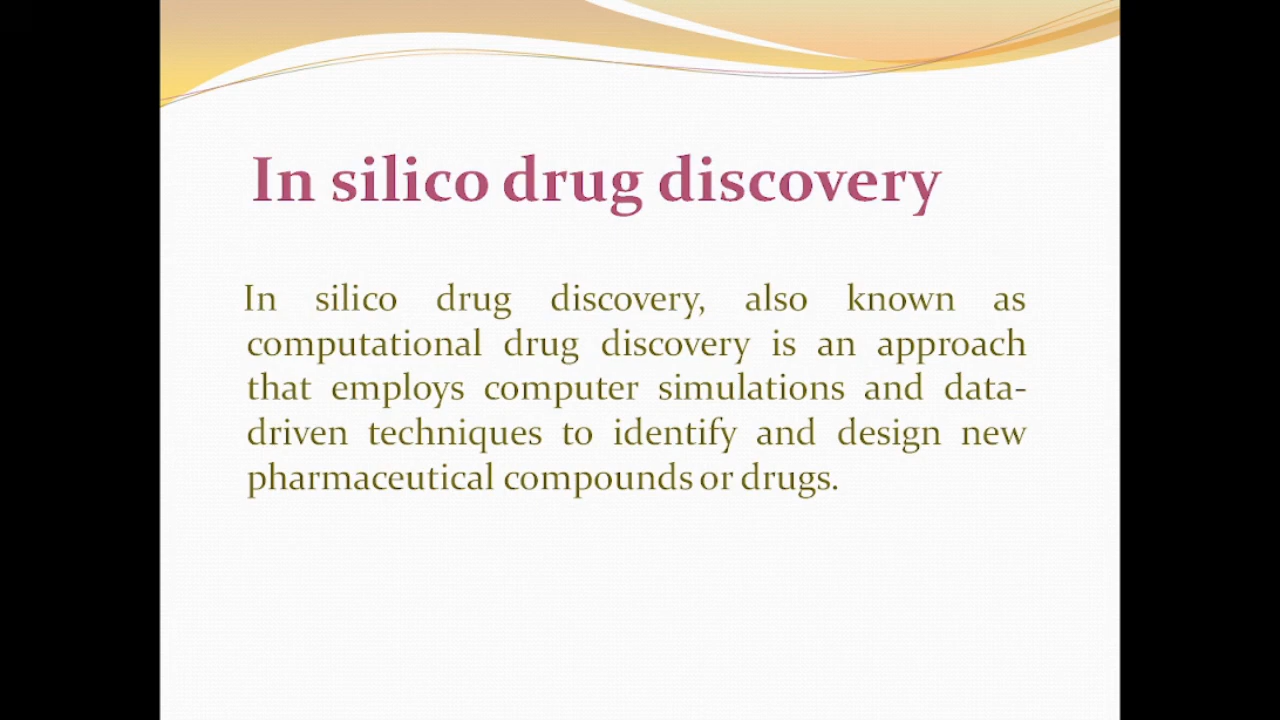 In silico drug discovery
In silico drug discovery, also known as
computational drug discovery is an approach
that employs computer simulations and data-
driven techniques to identify and design new
pharmaceutical compounds or drugs.